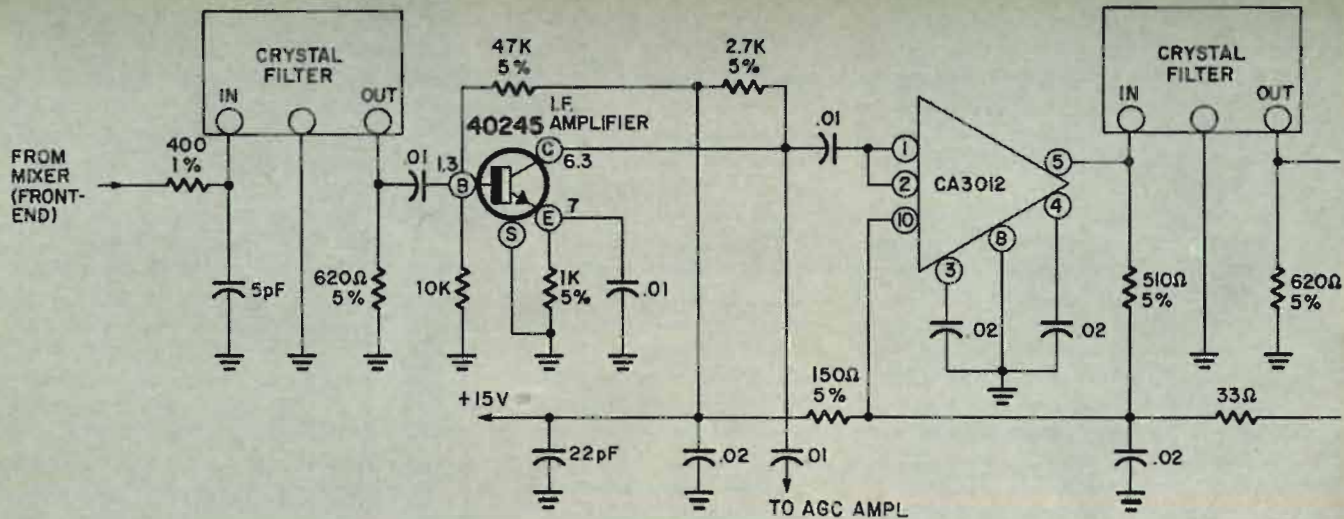 CRYSTAL
FILTER
IN
OUT
FROM
MIXER
(FRONT-
END)
400
1%
5pF
620Ω
5%
.01
1.3
B
10K
47K
5%
I.F.
AMPLIFIER
40245
C
6.3
E
7
S
1K
5%
.01
2.7K
5%
.01
1
2
10
CA3012
5
4
8
3
.02
.02
CRYSTAL
FILTER
IN
OUT
510Ω
5%
620Ω
5%
+15V
22pF
.02
150Ω
5%
01
TO AGC AMPL
33Ω
.02